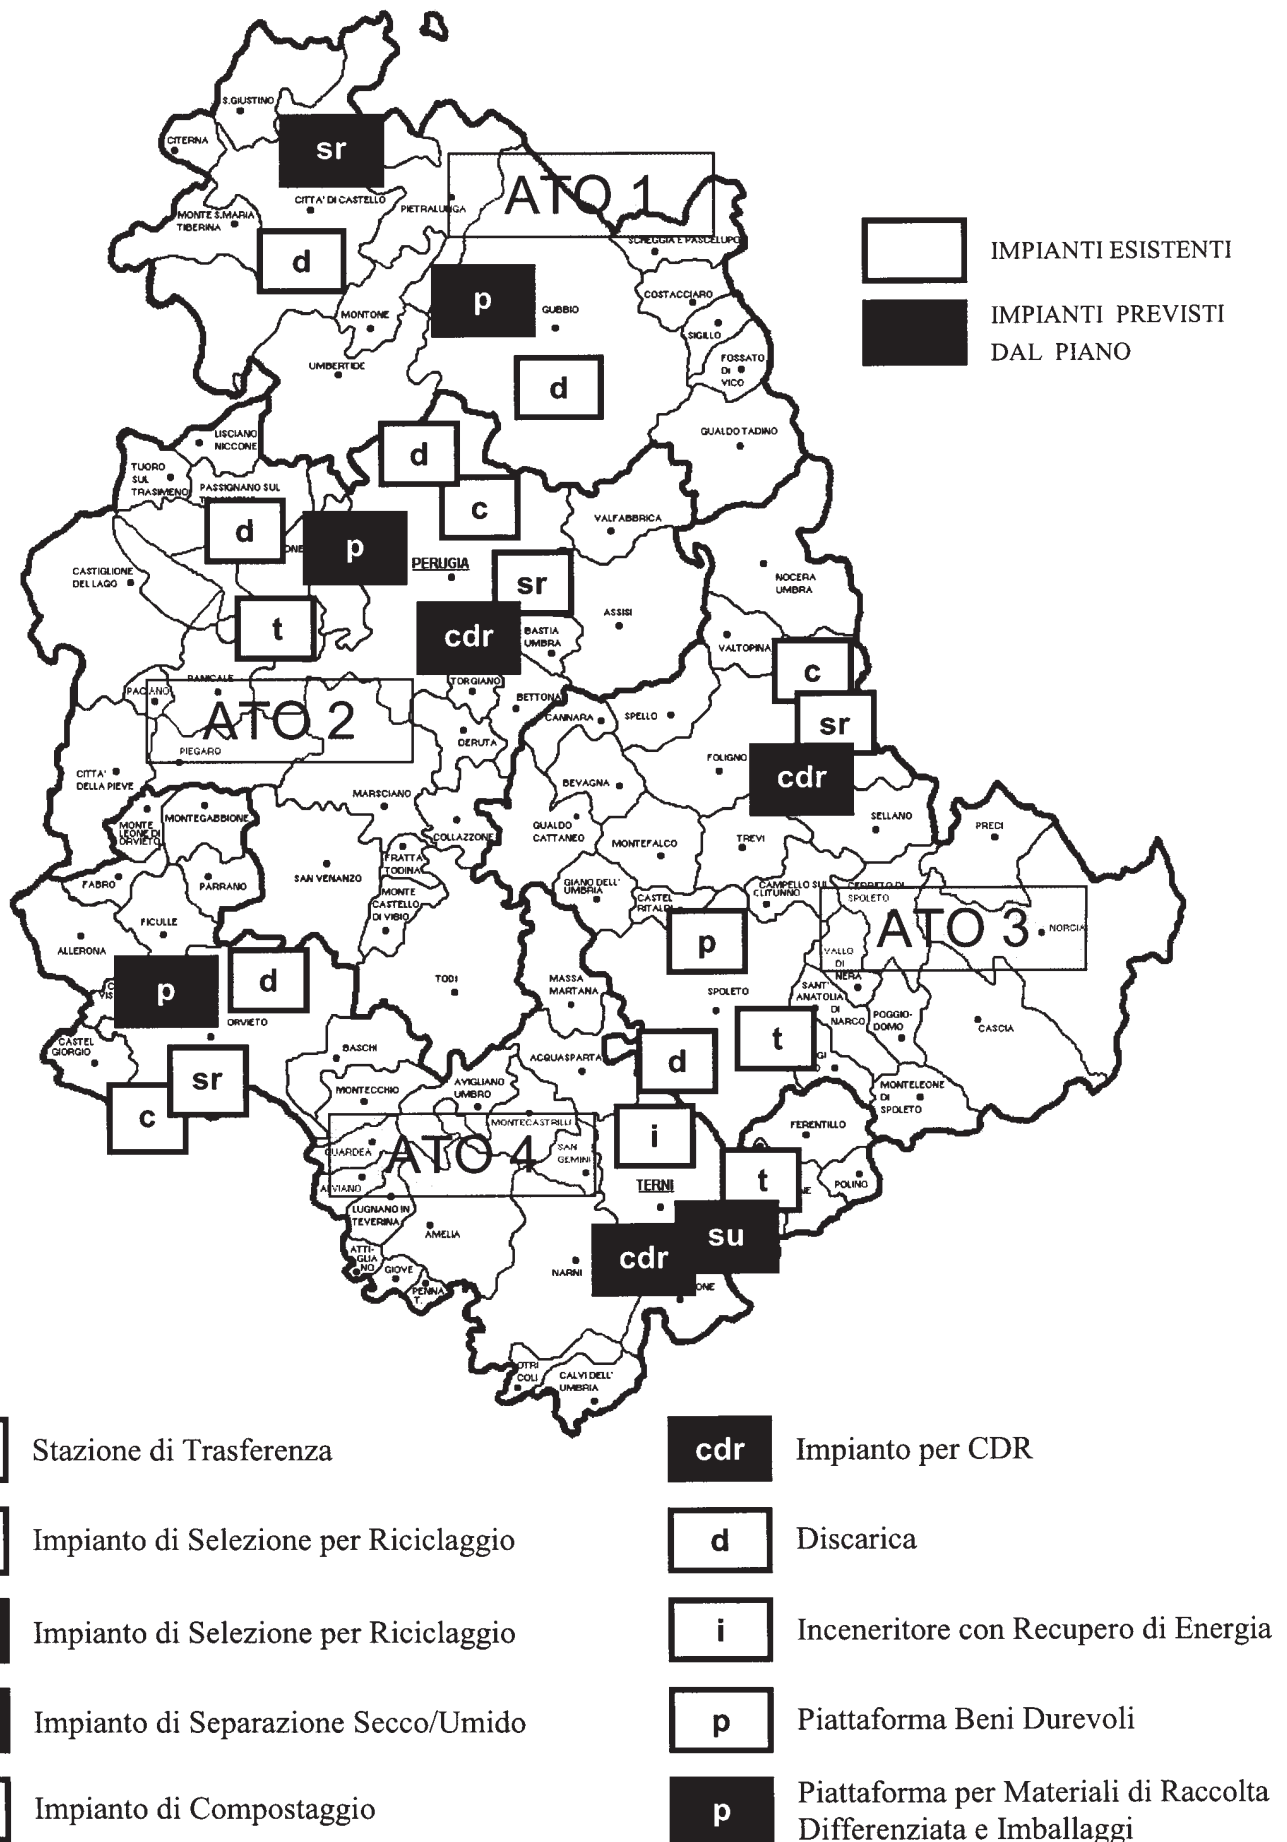 S.GIUSTINO
CITERNA
sr
CITTA' DI CASTELLO
MONTE S.MARIA
TIBERINA
PIETRALUNGA
ATO 1
SCHEGGIA E PASCELUPO
d
p
GUBBIO
COSTACCIARO
SIGILLO
MONTONE
FOSSATO
DI
VICO
UMBERTIDE
d
GUALDO TADINO
IMPIANTI ESISTENTI
IMPIANTI PREVISTI
DAL PIANO
LISCIANO
NICCONE
d
TUORO
SUL
TRASIMENO
PASSIGNANO SUL
c
VALFABBRICA
d
ONE
p
PERUGIA
CASTIGLIONE
DEL LAGO
sr
NOCERA
UMBRA
ASSISI
t
cdr
BASTIA
UMBRA
VALTOPINA
c
PANICALE
PACIANO
TORGIANO
BETTONA
CANNARA
SPELLO
sr
ATO 2
DERUTA
PIEGARO
FOLIGNO
cdr
CITTA'
DELLA PIEVE
BEVAGNA
MARSCIANO
MONTE
LEONE DI
ORVIETO
MONTEGABBIONE
COLLAZZONE
GUALDO
CATTANEO
MONTEFALCO
TREVI
SELLANO
PRECI
FRATTA
TODINA
SAN VENANZO
FABRO
PARRANO
MONTE
CASTELLO
DI VIBIO
GIANO DELL'
UMBRIA
CASTEL
RITALDI
CAMPELLO SUL
CLITUNNO
CERRETO DI
SPOLETO
FICULLE
ATO 3
NORCIA
ALLERONA
p
VALLO
DI
NERA
p
d
TODI
MASSA
MARTANA
SPOLETO
SANT'
ANATOLIA
DI
NARCO
POGGIO-
DOMO
CASCIA
ORVIETO
CASTEL
GIORGIO
BASCHI
ACQUASPARTA
d
t
GI
sr
MONTECCHIO
AVIGLIANO
UMBRO
MONTELEONE
DI
SPOLETO
c
MONTECASTRILLI
i
FERENTILLO
GUARDEA
ATO 4
SAN
GEMINI
ALVIANO
TERNI
t
NE
POLINO
LUGNANO IN
TEVERINA
AMELIA
su
ATTI-
GLIA
NO
GIOVE
NARNI
cdr
PENNA
T.
ONE
OTRI
COLI
CALVI DELL'
UMBRIA
Stazione di Trasferenza
cdr Impianto per CDR
Impianto di Selezione per Riciclaggio
d Discarica
Impianto di Selezione per Riciclaggio
i Inceneritore con Recupero di Energia
Impianto di Separazione Secco/Umido
p Piattaforma Beni Durevoli
Impianto di Compostaggio
p Piattaforma per Materiali di Raccolta
Differenziata e Imballaggi